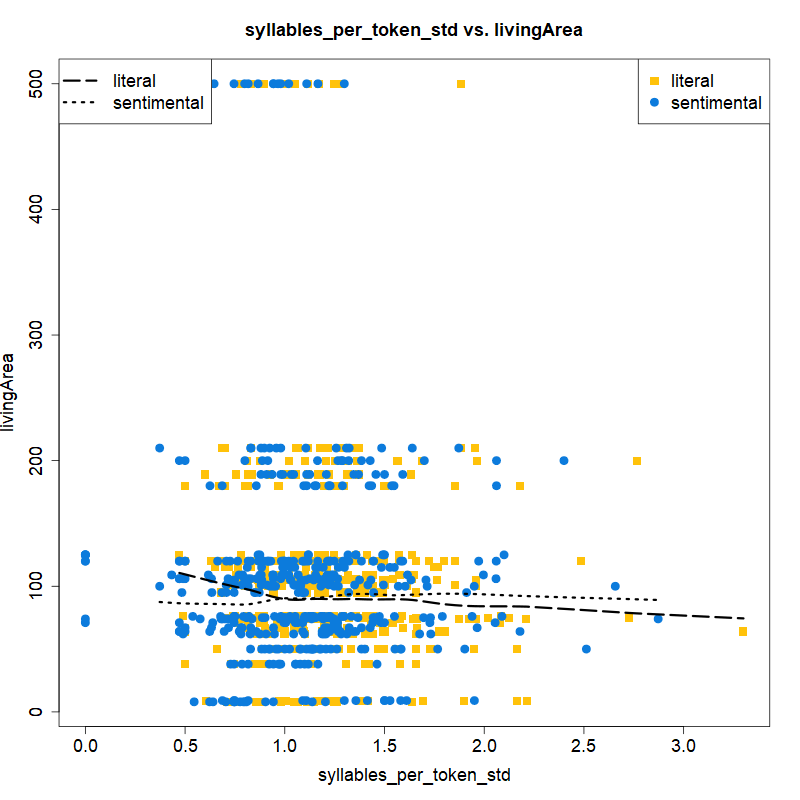 syllables_per_token_std vs. livingArea
literal
sentimental
literal
sentimental
livingArea
500
400
300
200
100
0
0.0 0.5 1.0 1.5 2.0 2.5 3.0
syllables_per_token_std